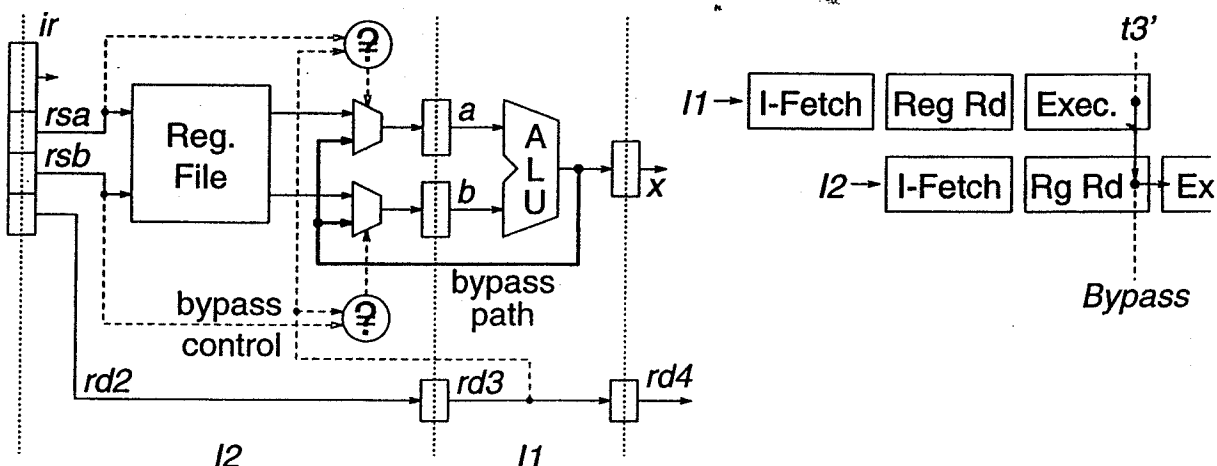 ir
rsa
rsb
Reg.
File
≟
a
b
A
L
U
x
bypass
path
≟
bypass
control
rd2
rd3
rd4
I2
I1
t3'
I1
I-Fetch
Reg Rd
Exec.
I2
I-Fetch
Rg Rd
Ex
Bypass